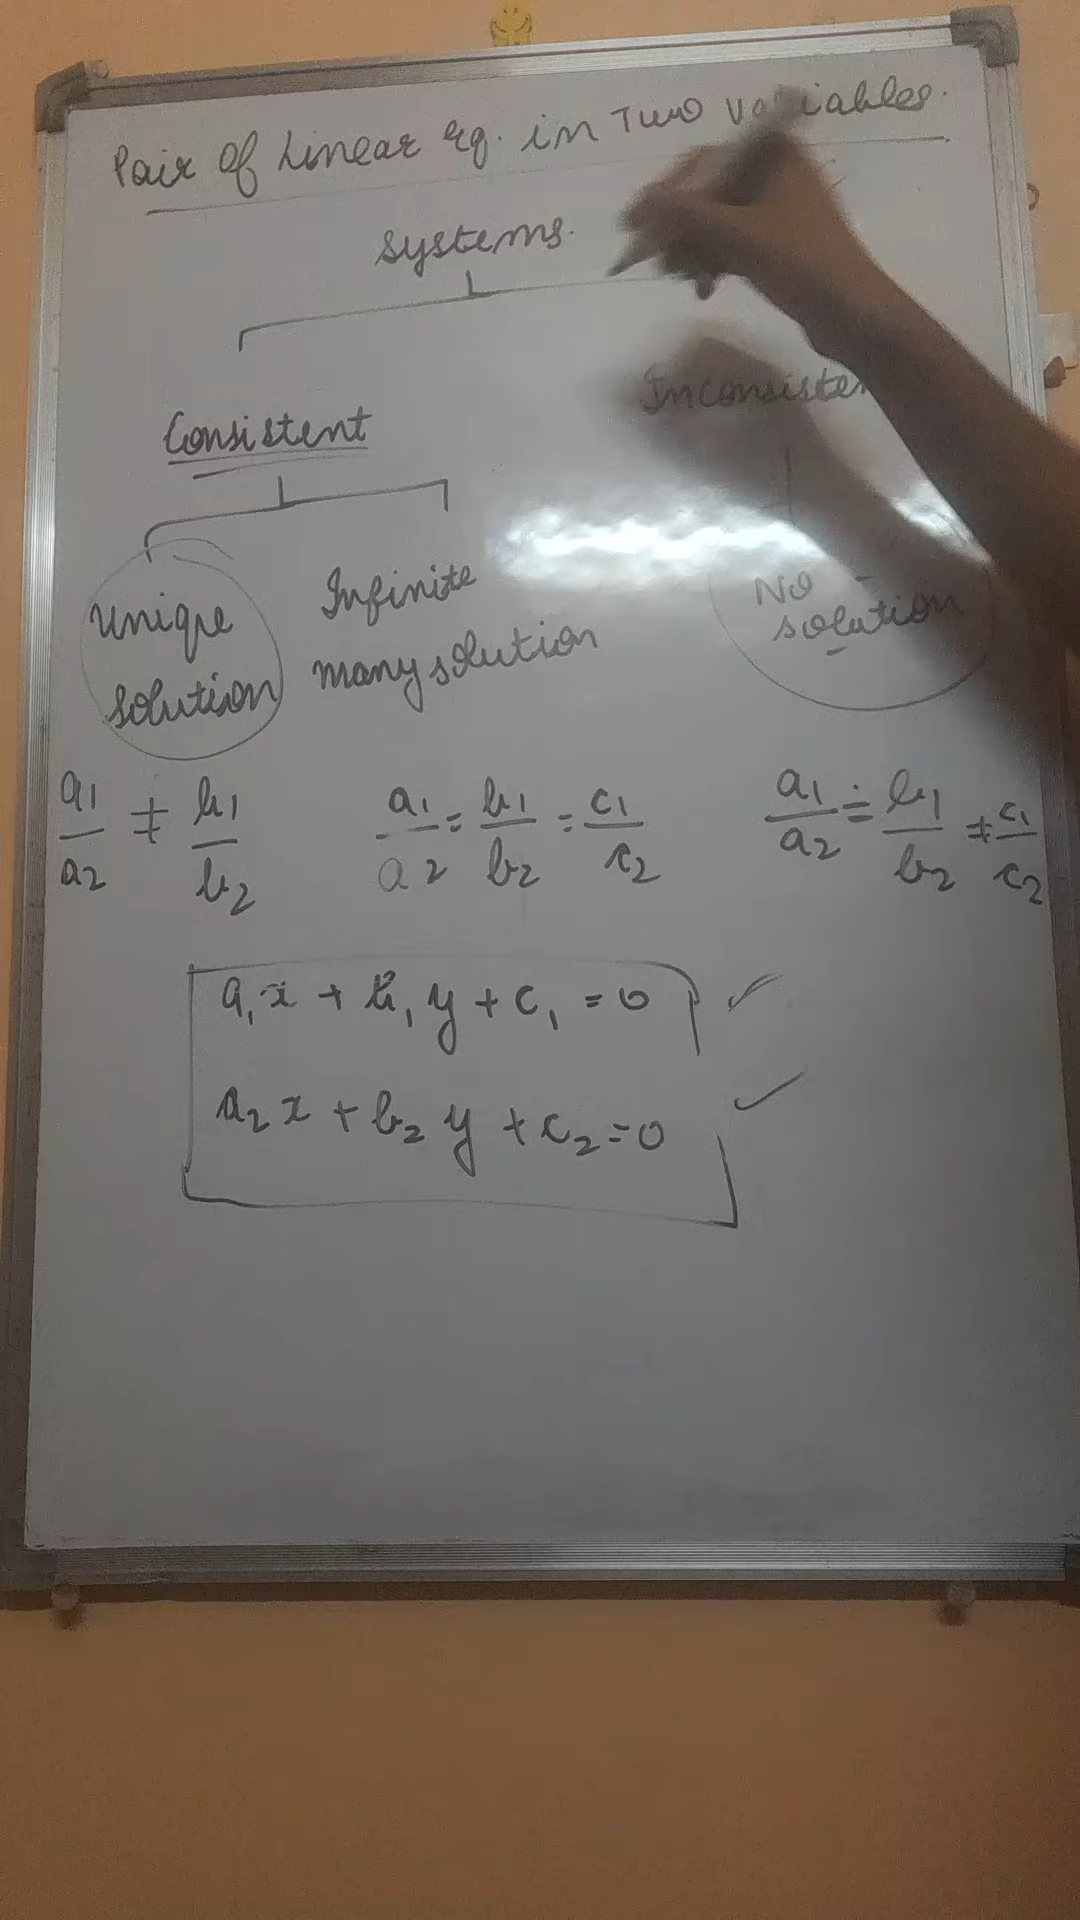 Pair of Linear Eq. in Two Variables.
Systems.
Consistent
Unique solution
Infinite many solution
No solution
a1/a2 ≠ b1/b2
a1/a2 = b1/b2 = c1/c2
a1/a2 = b1/b2 ≠ c1/c2
a1x + b1y + c1 = 0
a2x + b2y + c2 = 0